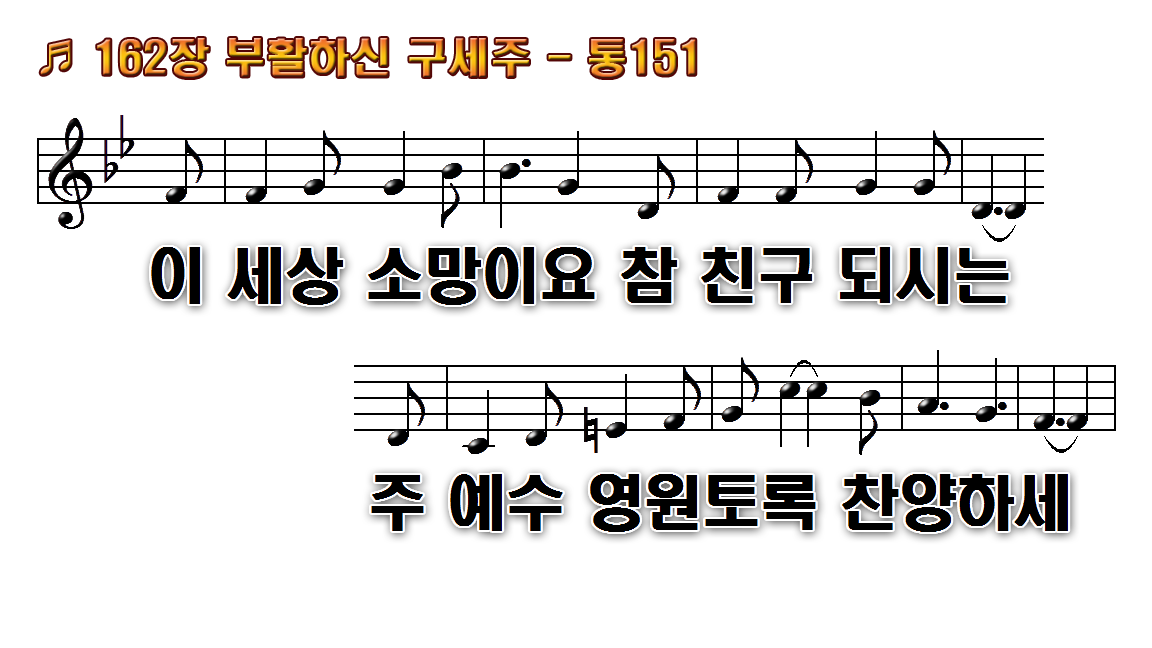 ♬ 162장 부활하신 구세주 - 통151
이 세상 소망이요 참 친구 되시는
주 예수 영원토록 찬양하세